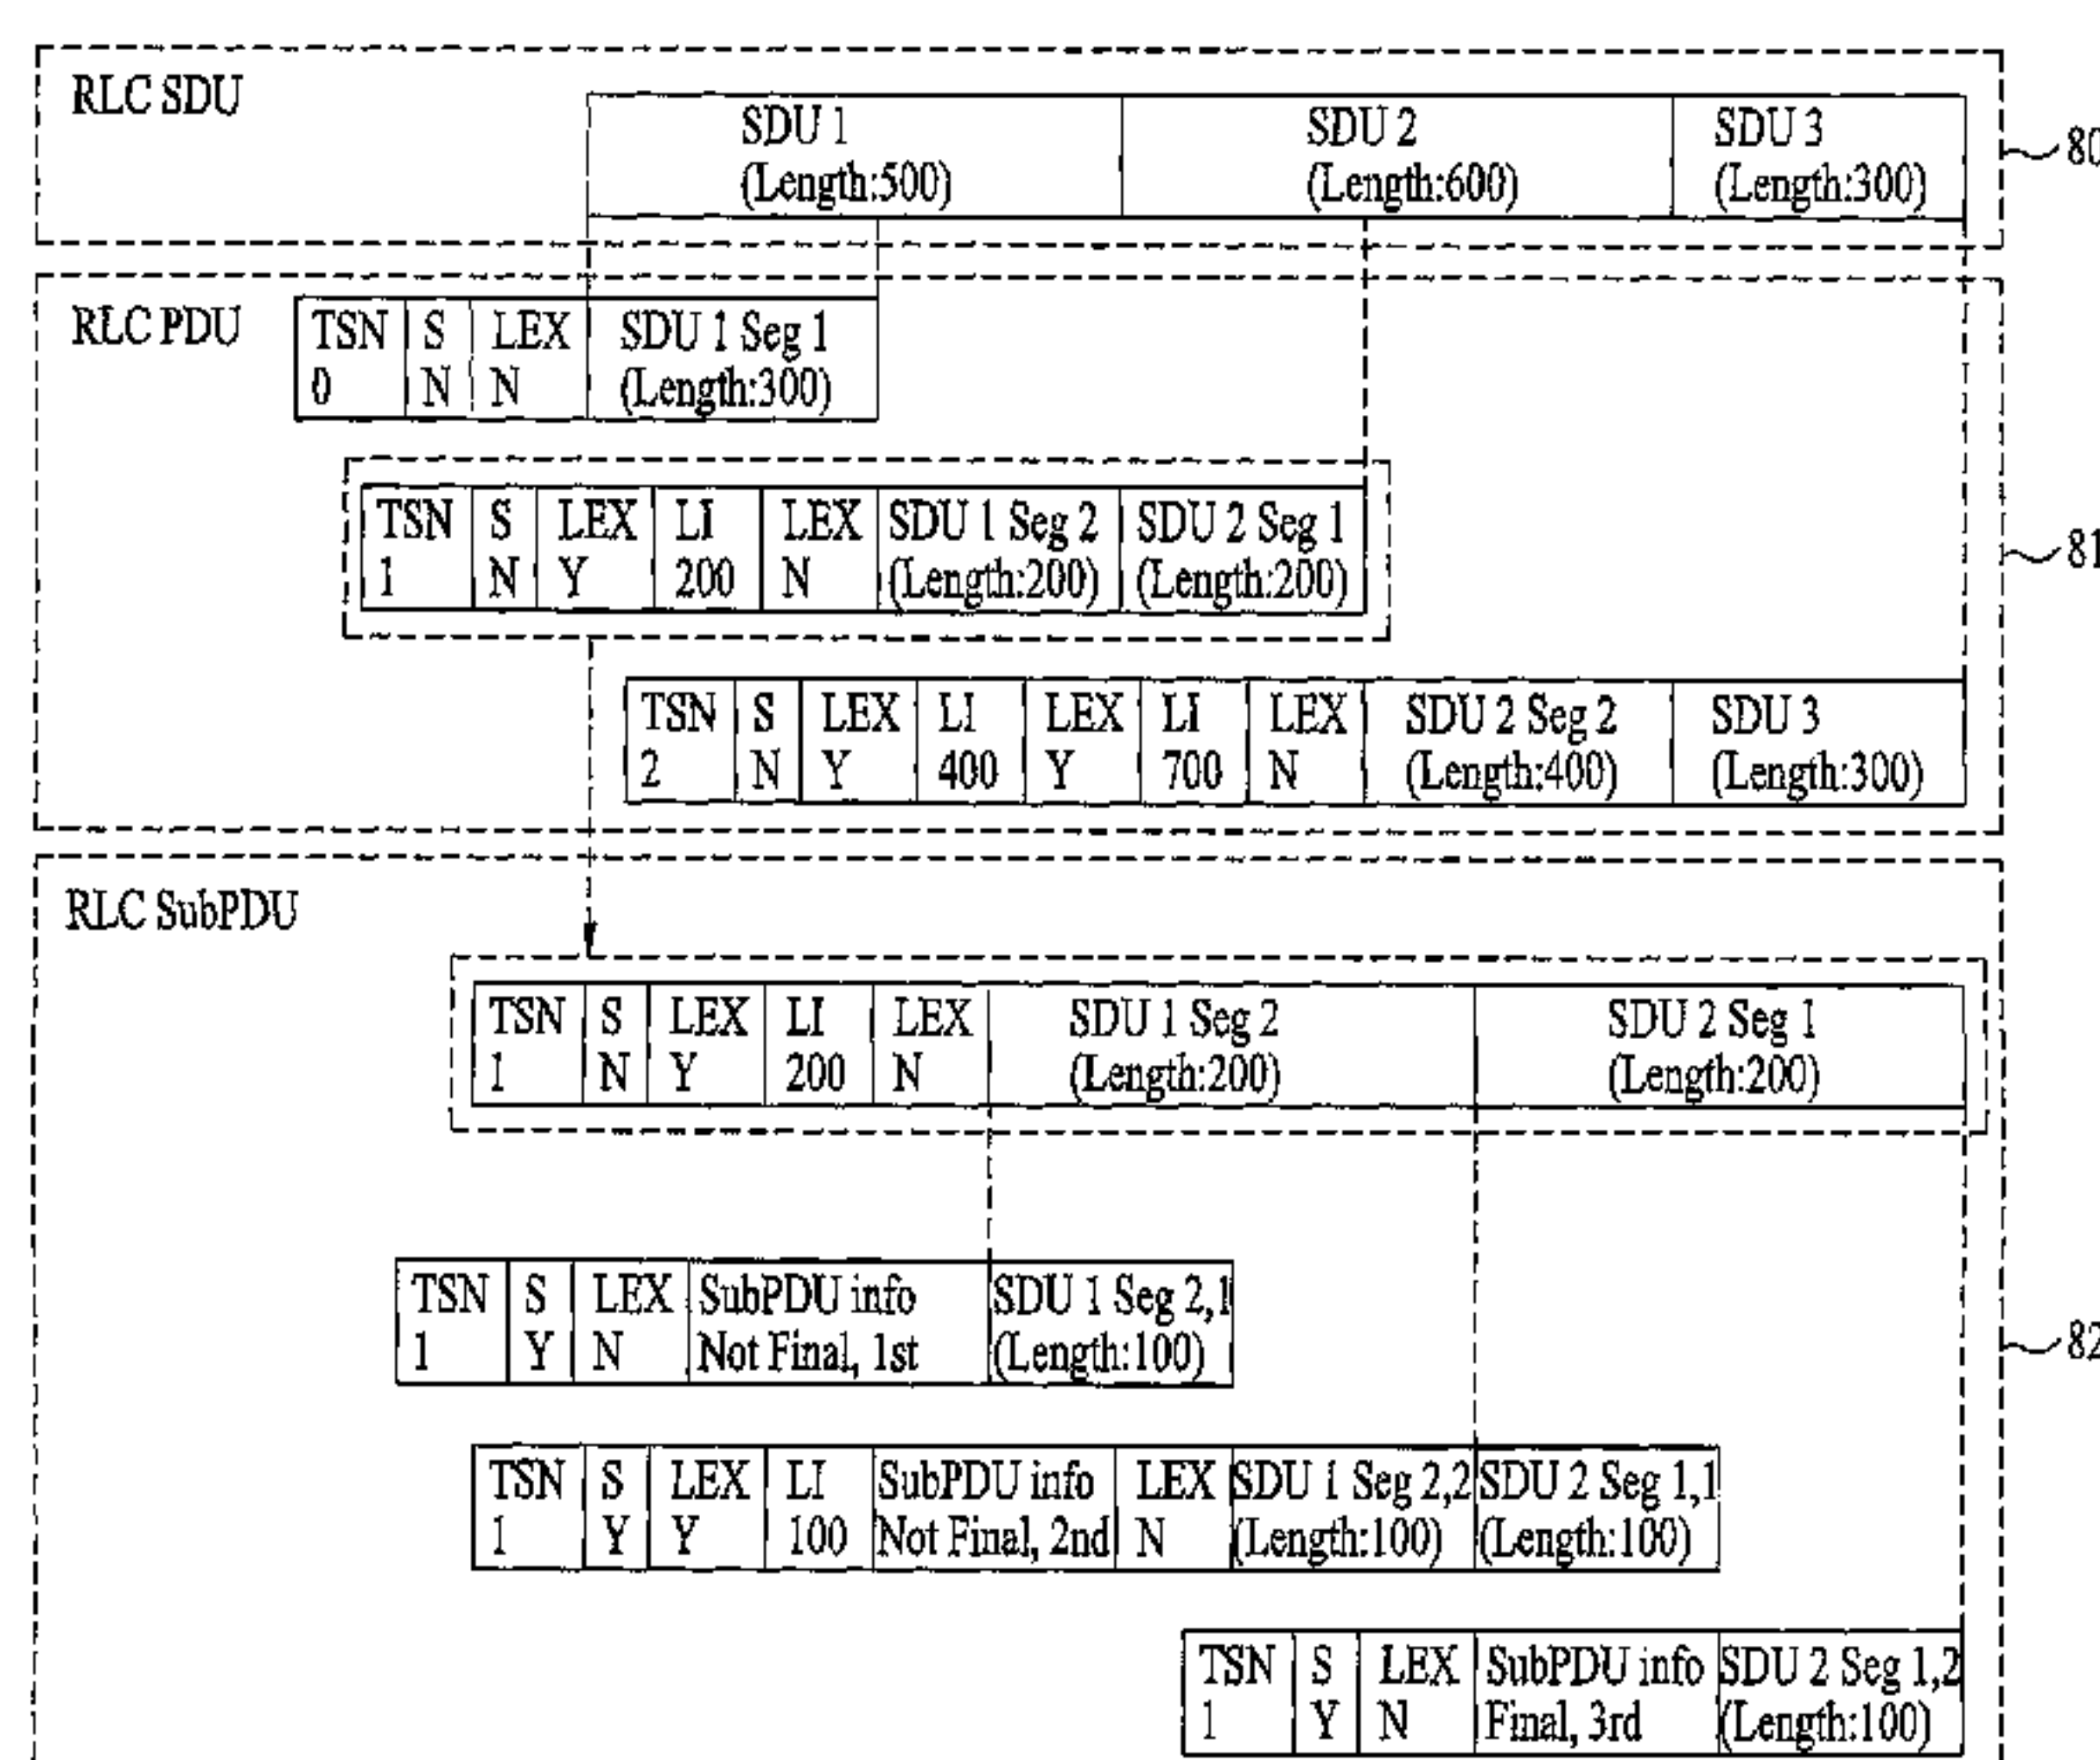 RLC SDU
SDU 1
(Length:500)
SDU 2
(Length:600)
SDU 3
(Length:300)
80
RLC PDU
TSN S LEX SDU 1 Seg 1
0 N N (Length:300)
TSN S LEX LI LEX SDU 1 Seg 2 SDU 2 Seg 1
1 N Y 200 N (Length:200) (Length:200)
81
TSN S LEX LI LEX LI LEX SDU 2 Seg 2 SDU 3
2 N Y 400 Y 700 N (Length:400) (Length:300)
RLC SubPDU
TSN S LEX LI LEX SDU 1 Seg 2 SDU 2 Seg 1
1 N Y 200 N (Length:200) (Length:200)
TSN S LEX SubPDU info SDU 1 Seg 2,1
1 Y N Not Final, 1st (Length:100)
82
TSN S LEX LI SubPDU info LEX SDU 1 Seg 2,2 SDU 2 Seg 1,1
1 Y Y 100 Not Final, 2nd N (Length:100) (Length:100)
TSN S LEX SubPDU info SDU 2 Seg 1,2
1 Y N Final, 3rd (Length:100)